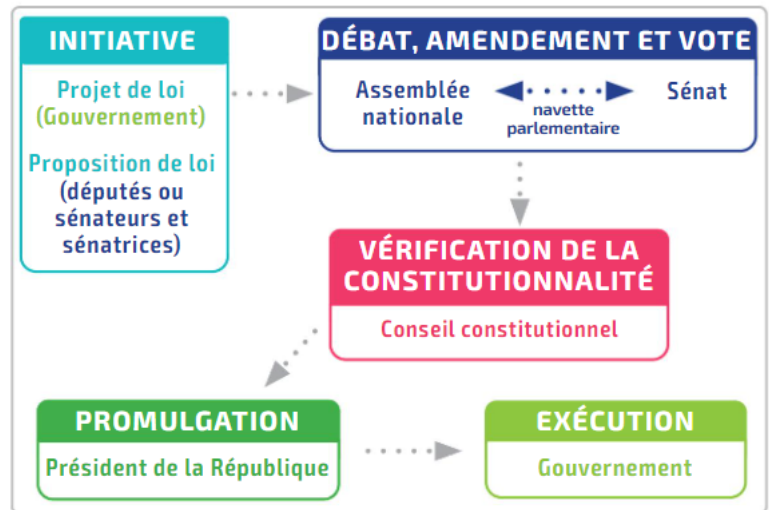 INITIATIVE
Projet de loi
(Gouvernement)
Proposition de loi
(députés ou
sénateurs et
sénatrices)
DÉBAT, AMENDEMENT ET VOTE
Assemblée
nationale
navette
parlementaire
Sénat
VÉRIFICATION DE LA
CONSTITUTIONNALITÉ
Conseil constitutionnel
PROMULGATION
Président de la République
EXÉCUTION
Gouvernement